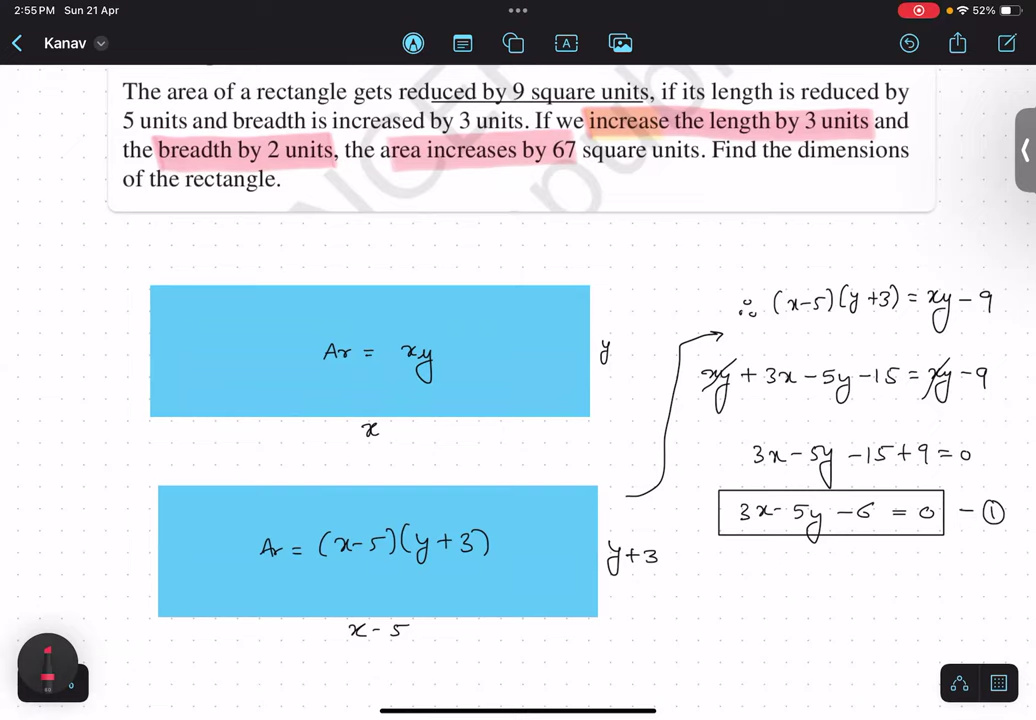 2:55 PM Sun 21 Apr
52%
Kanav
The area of a rectangle gets reduced by 9 square units, if its length is reduced by
5 units and breadth is increased by 3 units. If we increase the length by 3 units and
the breadth by 2 units, the area increases by 67 square units. Find the dimensions
of the rectangle.
Ar = xy
y
x
Ar = (x-5)(y+3)
y+3
x-5
∴ (x-5)(y+3) = xy-9
xy + 3x - 5y - 15 = xy - 9
3x - 5y - 15 + 9 = 0
3x - 5y - 6 = 0 - ①